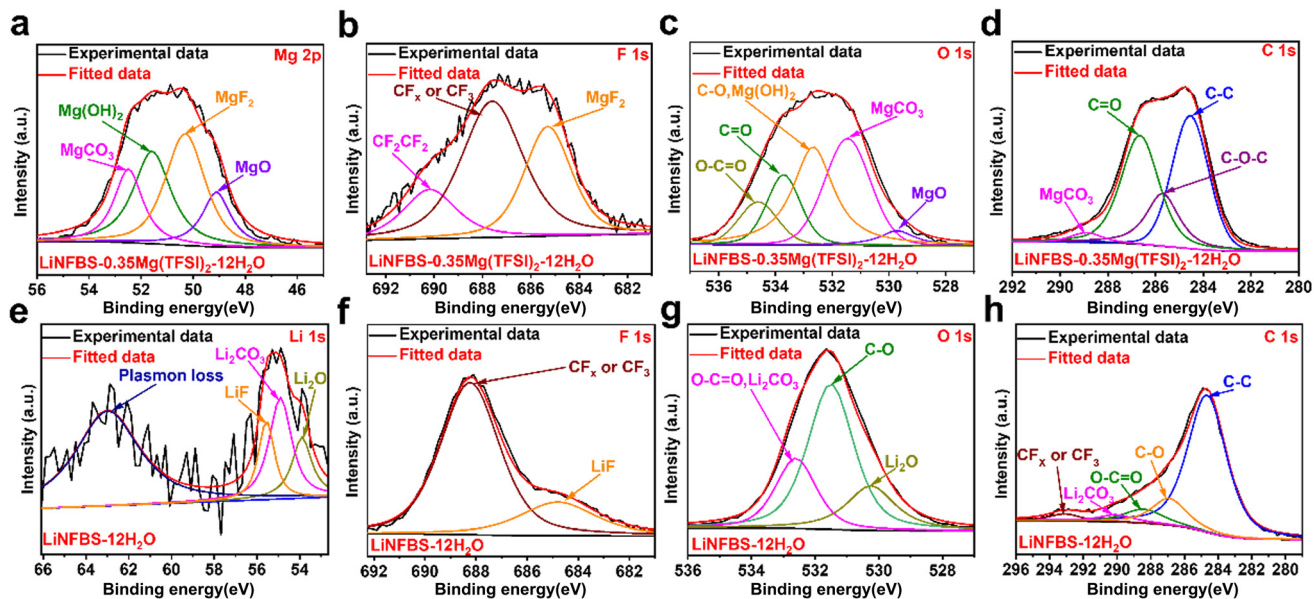 a
Experimental data
Mg 2p
Fitted data
Mg(OH)₂
MgF₂
MgCO₃
MgO
LiNFBS-0.35Mg(TFSI)₂-12H₂O
Intensity (a.u.)
56 54 52 50 48 46
Binding energy(eV)
b
Experimental data
F 1s
Fitted data
CFₓ or CF₃
MgF₂
CF₂CF₂
LiNFBS-0.35Mg(TFSI)₂-12H₂O
Intensity (a.u.)
692 690 688 686 684 682
Binding energy(eV)
c
Experimental data
O 1s
Fitted data
C-O,Mg(OH)₂
MgCO₃
C=O
O-C=O
MgO
LiNFBS-0.35Mg(TFSI)₂-12H₂O
Intensity (a.u.)
536 534 532 530 528
Binding energy(eV)
d
Experimental data
C 1s
Fitted data
C=O
C-C
C-O-C
MgCO₃
LiNFBS-0.35Mg(TFSI)₂-12H₂O
Intensity (a.u.)
292 290 288 286 284 282 280
Binding energy(eV)
e
Experimental data
Li 1s
Fitted data
Li₂CO₃
Plasmon loss
Li₂O
LiF
LiNFBS-12H₂O
Intensity (a.u.)
66 64 62 60 58 56 54
Binding energy(eV)
f
Experimental data
F 1s
Fitted data
CFₓ or CF₃
LiF
LiNFBS-12H₂O
Intensity (a.u.)
692 690 688 686 684 682
Binding energy(eV)
g
Experimental data
O 1s
Fitted data
C-O
O-C=O,Li₂CO₃
Li₂O
LiNFBS-12H₂O
Intensity (a.u.)
536 534 532 530 528
Binding energy(eV)
h
Experimental data
C 1s
Fitted data
C-C
CFₓ or CF₃
C-O
O-C=O
Li₂CO₃
LiNFBS-12H₂O
Intensity (a.u.)
296 294 292 290 288 286 284 282 280
Binding energy(eV)